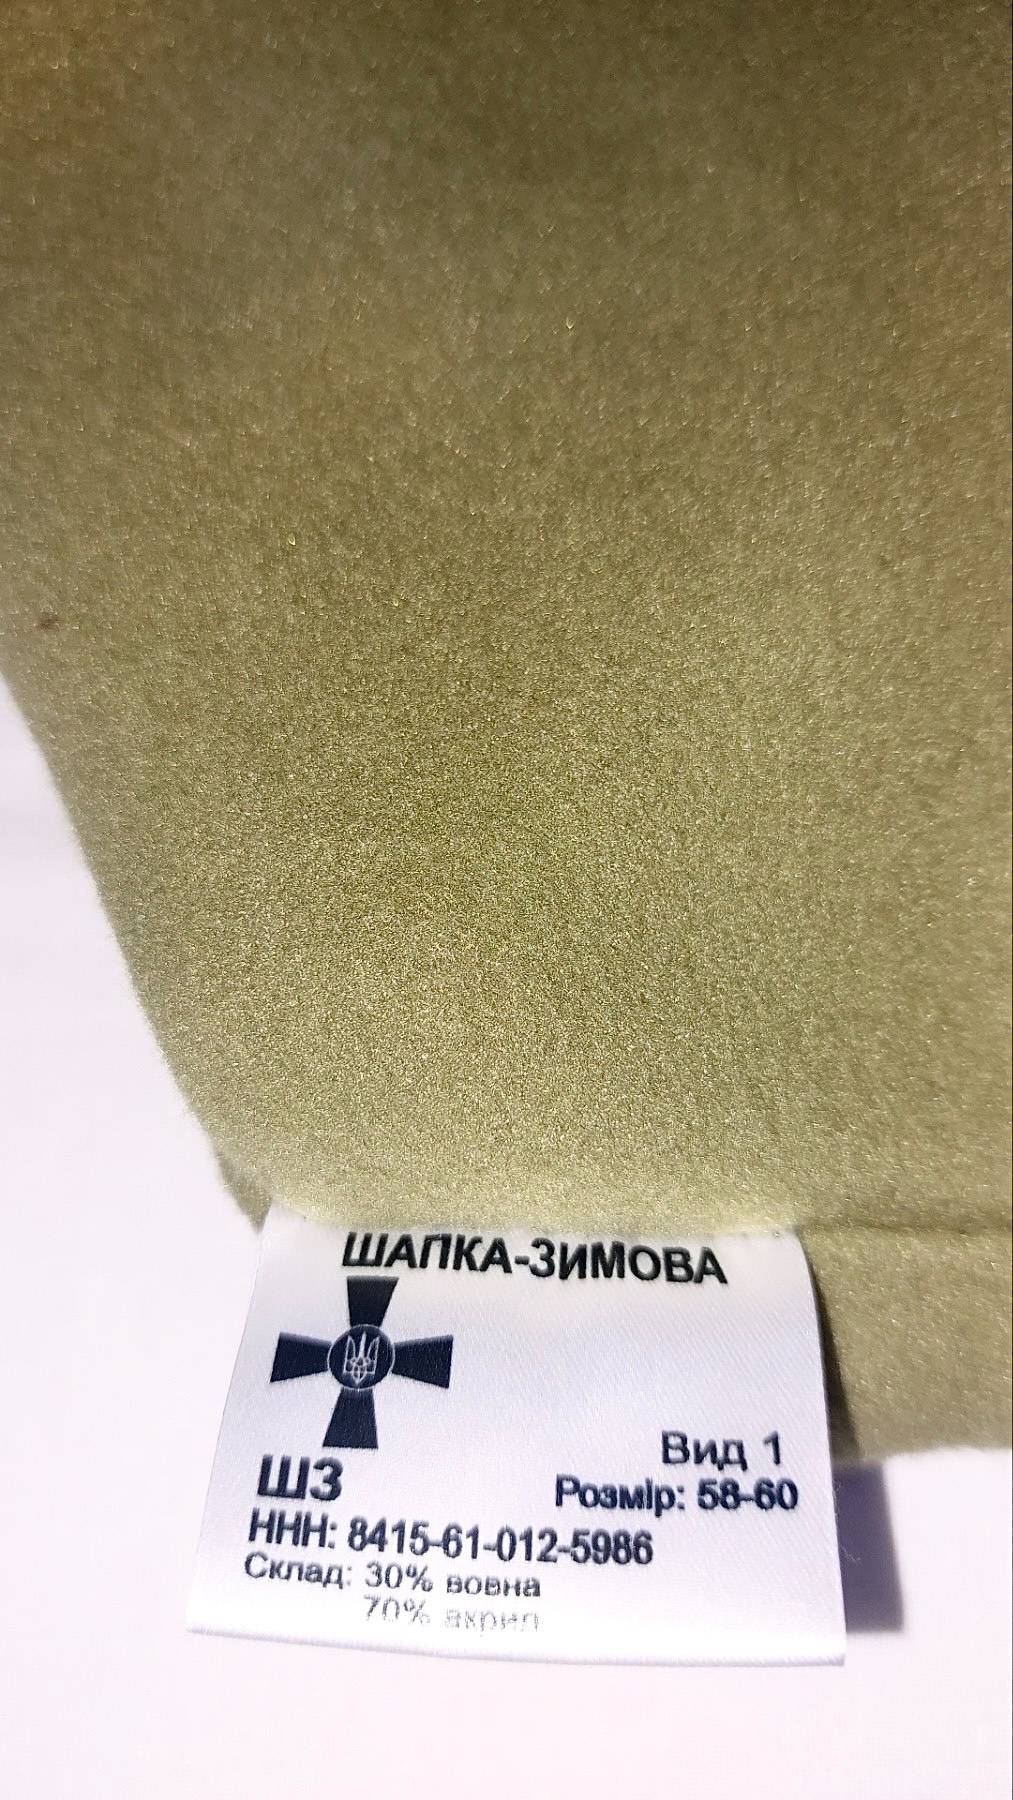 ШАПКА-ЗИМОВА
Вид 1
ШЗ
Розмір: 58-60
ННН: 8415-61-012-5986
Склад: 30% вовна
70% акрил